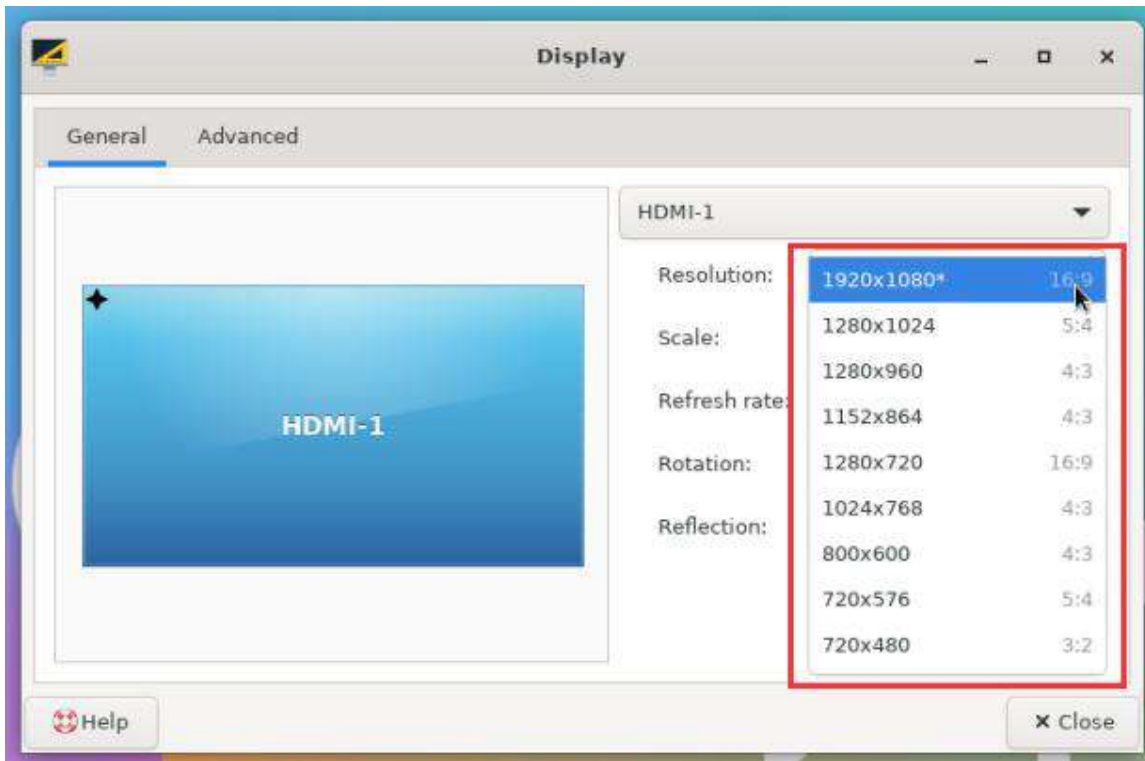 Display
General Advanced
HDMI-1
Resolution: 1920x1080* 16:9
1280x1024 5:4
Scale:
1280x960 4:3
Refresh rate:
1152x864 4:3
HDMI-1
Rotation: 1280x720 16:9
1024x768 4:3
Reflection:
800x600 4:3
720x576 5:4
720x480 3:2
Help Close